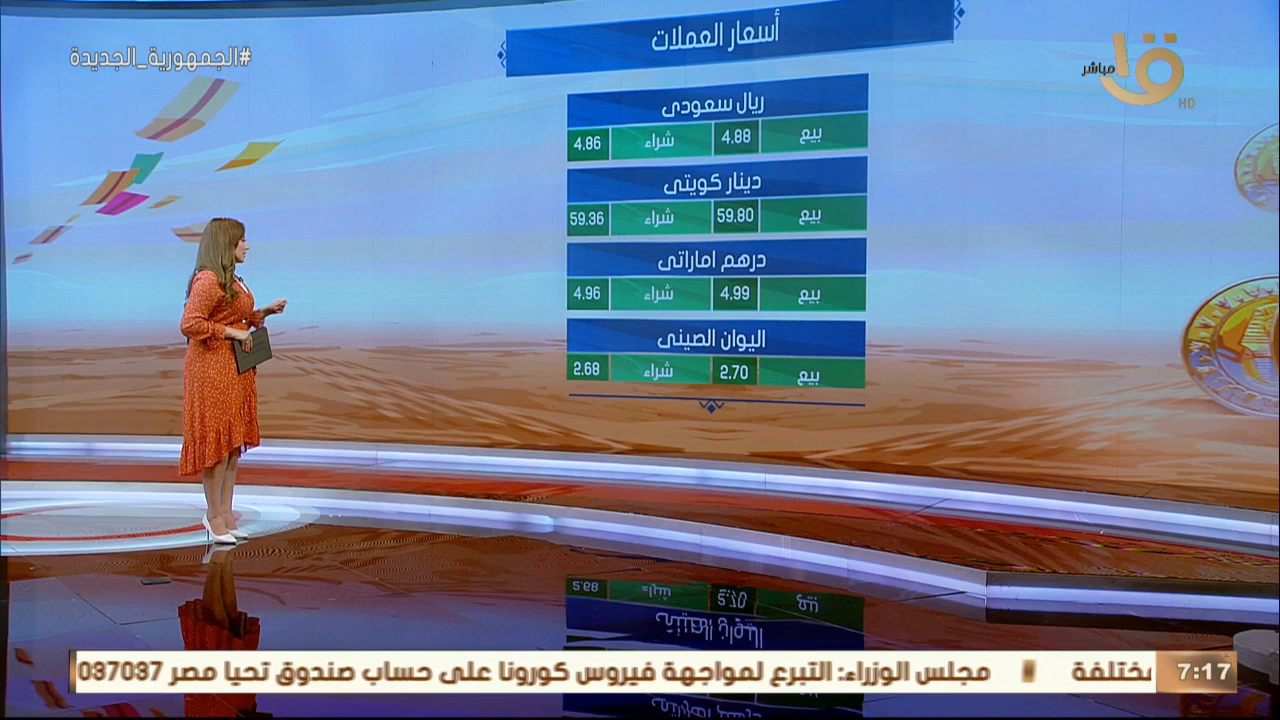 #الجمهورية_الجديدة
مباشر
HD
أسعار العملات
ريال سعودى
بيع 4.88 شراء 4.86
دينار كويتى
بيع 59.80 شراء 59.36
درهم اماراتى
بيع 4.99 شراء 4.96
اليوان الصينى
بيع 2.70 شراء 2.68
7:17 مختلفة مجلس الوزراء: التبرع لمواجهة فيروس كورونا على حساب صندوق تحيا مصر 037037